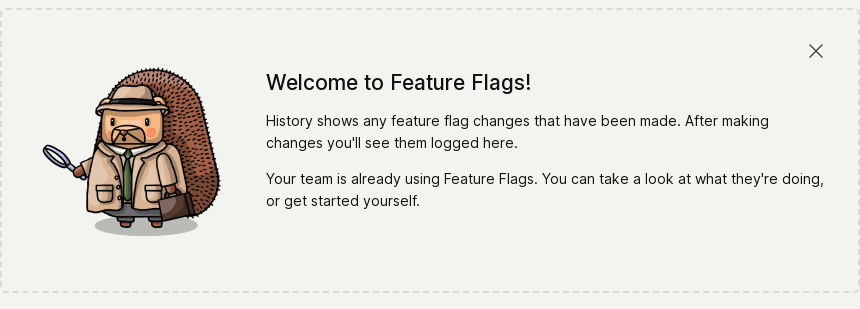 Welcome to Feature Flags!
History shows any feature flag changes that have been made. After making
changes you'll see them logged here.
Your team is already using Feature Flags. You can take a look at what they're doing,
or get started yourself.